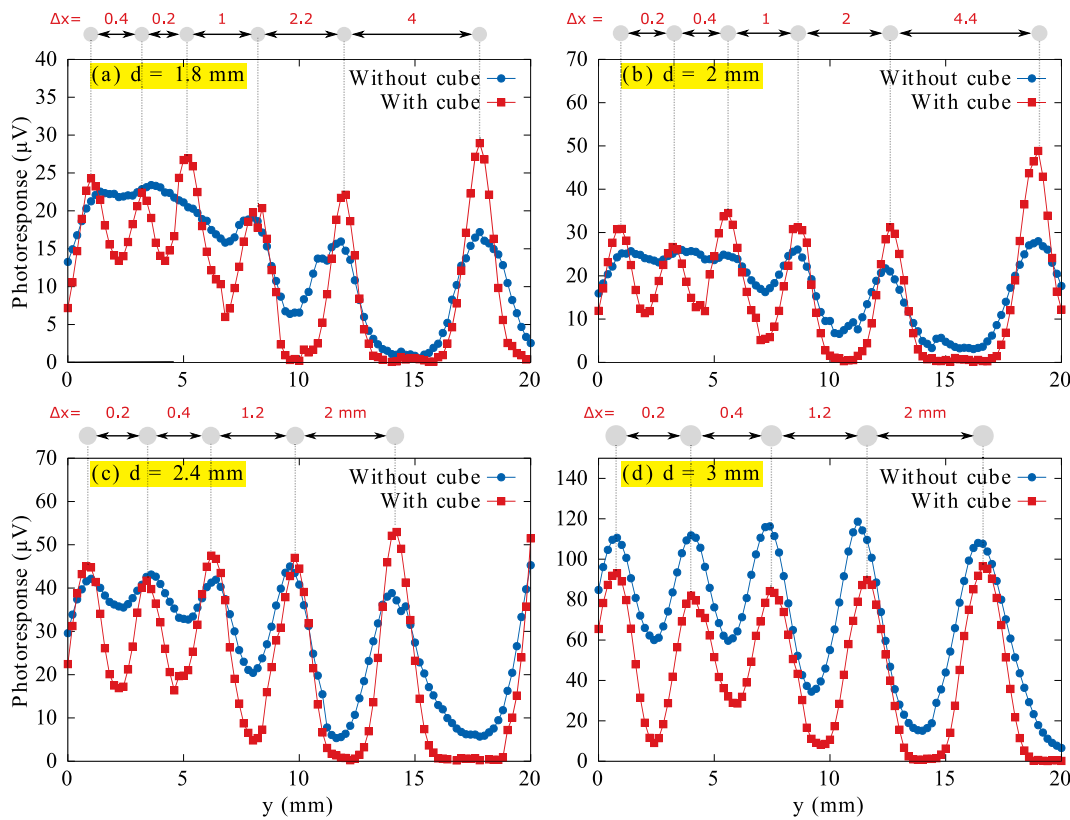 Δx= 0.4 0.2 1 2.2 4
(a) d = 1.8 mm
Without cube
With cube
Photoresponse (μV)
40
35
30
25
20
15
10
5
0
0 5 10 15 20
Δx= 0.2 0.4 1 2 4.4
(b) d = 2 mm
Without cube
With cube
70
60
50
40
30
20
10
0
0 5 10 15 20
Δx= 0.2 0.4 1.2 2 mm
(c) d = 2.4 mm
Without cube
With cube
Photoresponse (μV)
70
60
50
40
30
20
10
0
0 5 10 15 20
y (mm)
Δx= 0.2 0.4 1.2 2 mm
(d) d = 3 mm
Without cube
With cube
140
120
100
80
60
40
20
0
0 5 10 15 20
y (mm)